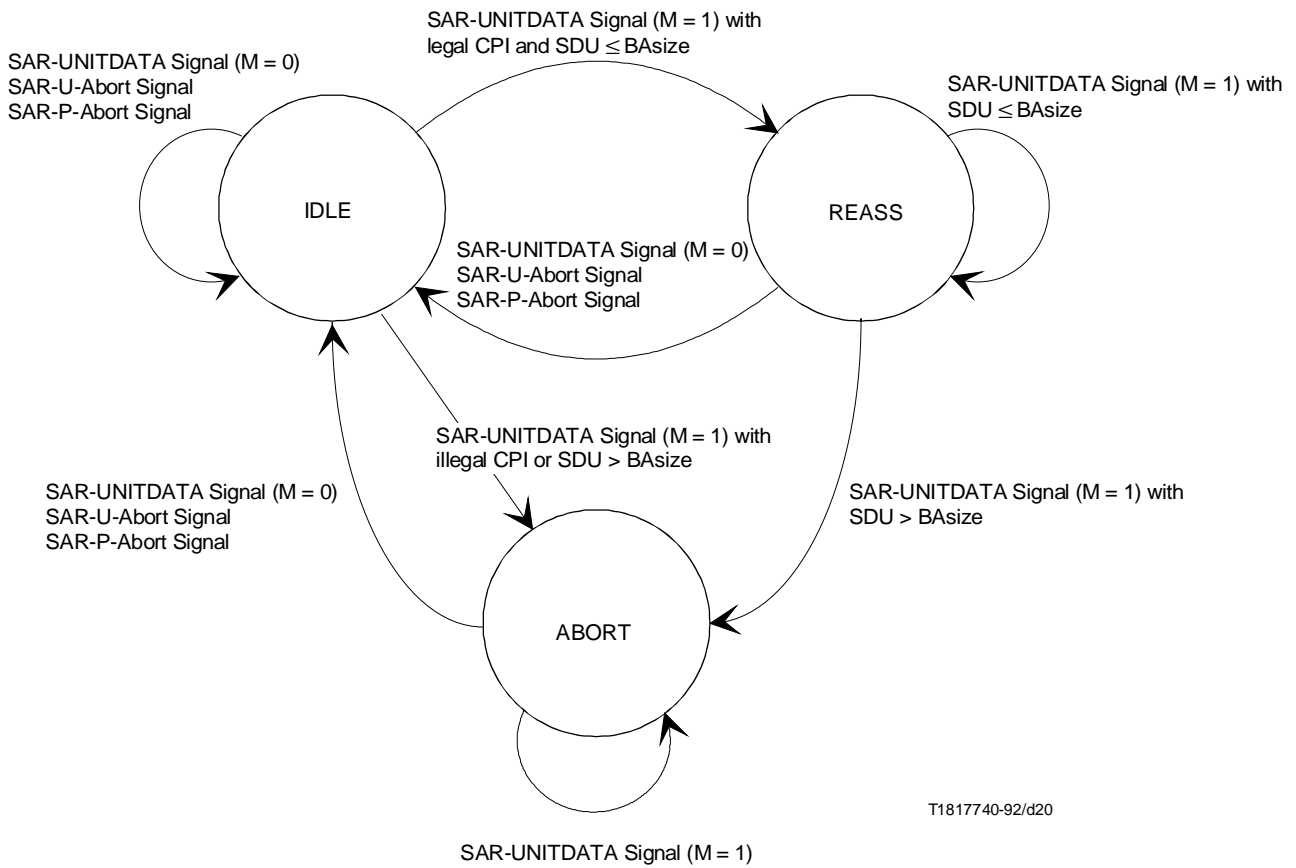 SAR-UNITDATA Signal (M = 1) with
legal CPI and SDU ≤ BAsize
SAR-UNITDATA Signal (M = 0)
SAR-U-Abort Signal
SAR-P-Abort Signal
SAR-UNITDATA Signal (M = 1) with
SDU ≤ BAsize
IDLE
REASS
SAR-UNITDATA Signal (M = 0)
SAR-U-Abort Signal
SAR-P-Abort Signal
SAR-UNITDATA Signal (M = 1) with
illegal CPI or SDU > BAsize
SAR-UNITDATA Signal (M = 0)
SAR-U-Abort Signal
SAR-P-Abort Signal
SAR-UNITDATA Signal (M = 1) with
SDU > BAsize
ABORT
T1817740-92/d20
SAR-UNITDATA Signal (M = 1)